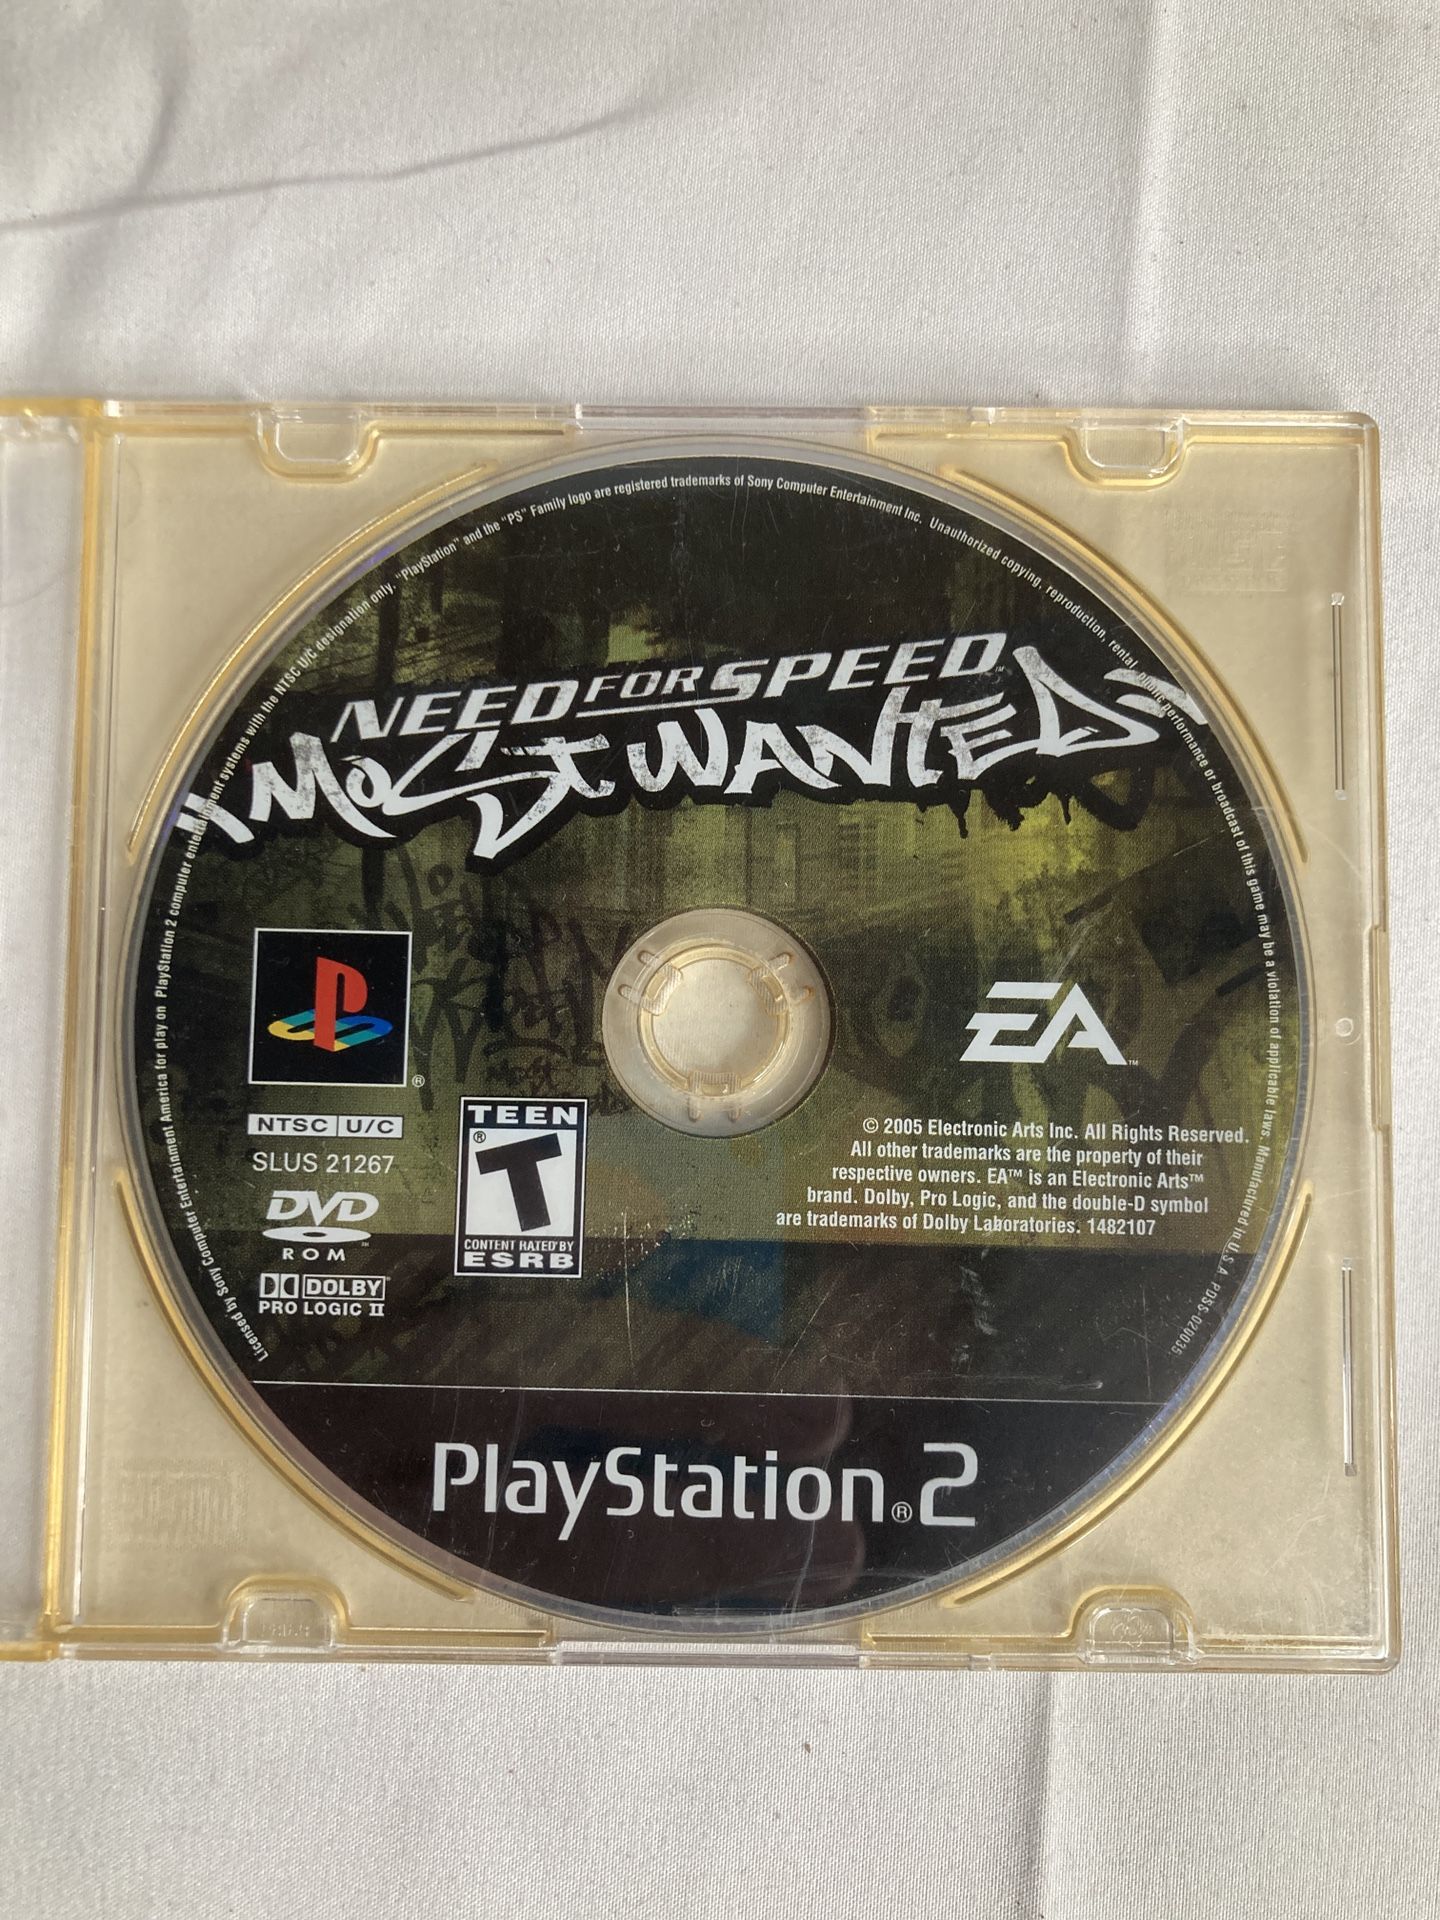 Licensed by Sony Computer Entertainment America for play on PlayStation 2 computer entertainment systems with the NTSC U/C designation only. "PlayStation" and the "PS" Family logo are registered trademarks of Sony Computer Entertainment Inc. Unauthorized copying, reproduction, rental, public performance or broadcast of this game may be a violation of applicable laws. Manufactured in U.S.A. PDSS-020035.
NEED FOR SPEED™
MOST WANTED
®
EA™
NTSC U/C
SLUS 21267
DVD™
ROM
DOLBY
PRO LOGIC II
TEEN
®
T
CONTENT RATED BY
ESRB
© 2005 Electronic Arts Inc. All Rights Reserved.
All other trademarks are the property of their
respective owners. EA™ is an Electronic Arts™
brand. Dolby, Pro Logic, and the double-D symbol
are trademarks of Dolby Laboratories. 1482107
PlayStation®2